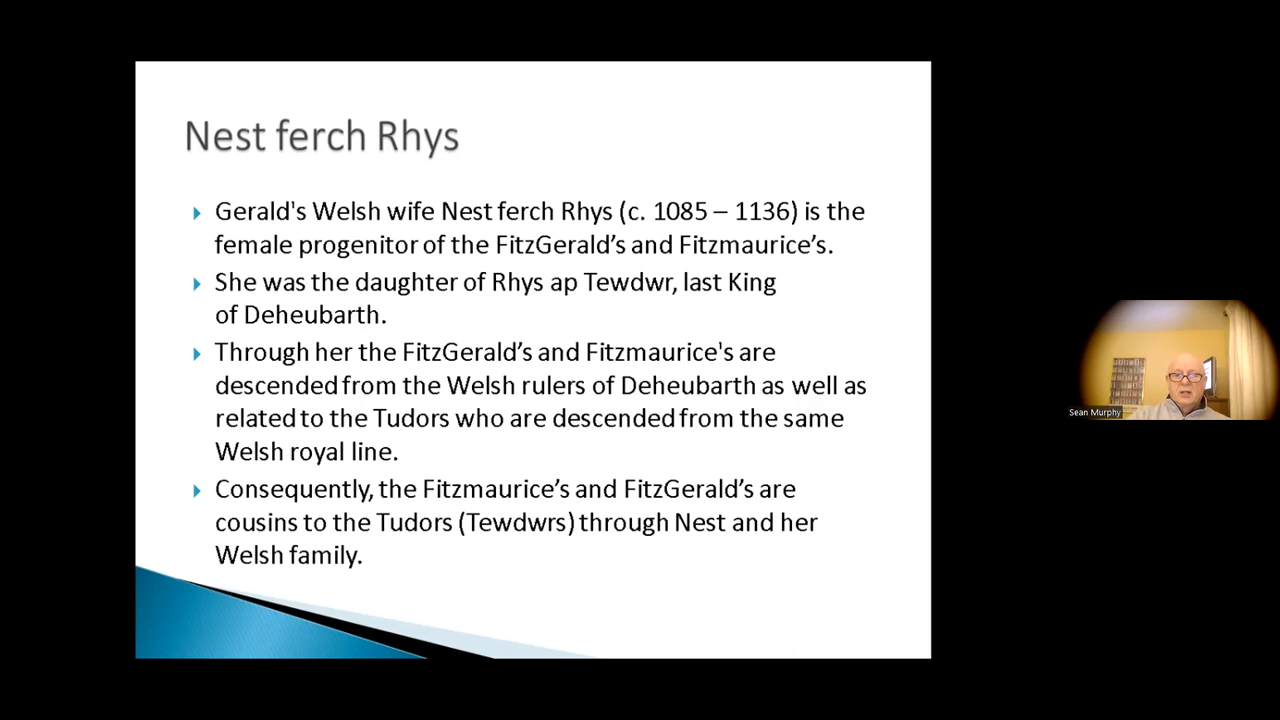 Nest ferch Rhys
Gerald's Welsh wife Nest ferch Rhys (c. 1085 – 1136) is the
female progenitor of the FitzGerald’s and Fitzmaurice’s.
She was the daughter of Rhys ap Tewdwr, last King
of Deheubarth.
Through her the FitzGerald’s and Fitzmaurice's are
descended from the Welsh rulers of Deheubarth as well as
related to the Tudors who are descended from the same
Welsh royal line.
Consequently, the Fitzmaurice’s and FitzGerald’s are
cousins to the Tudors (Tewdwrs) through Nest and her
Welsh family.
Sean Murphy